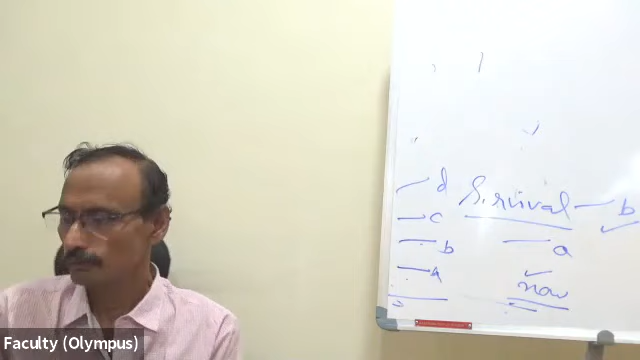 d
Survival — b
c
b
a
a
now
Faculty (Olympus)